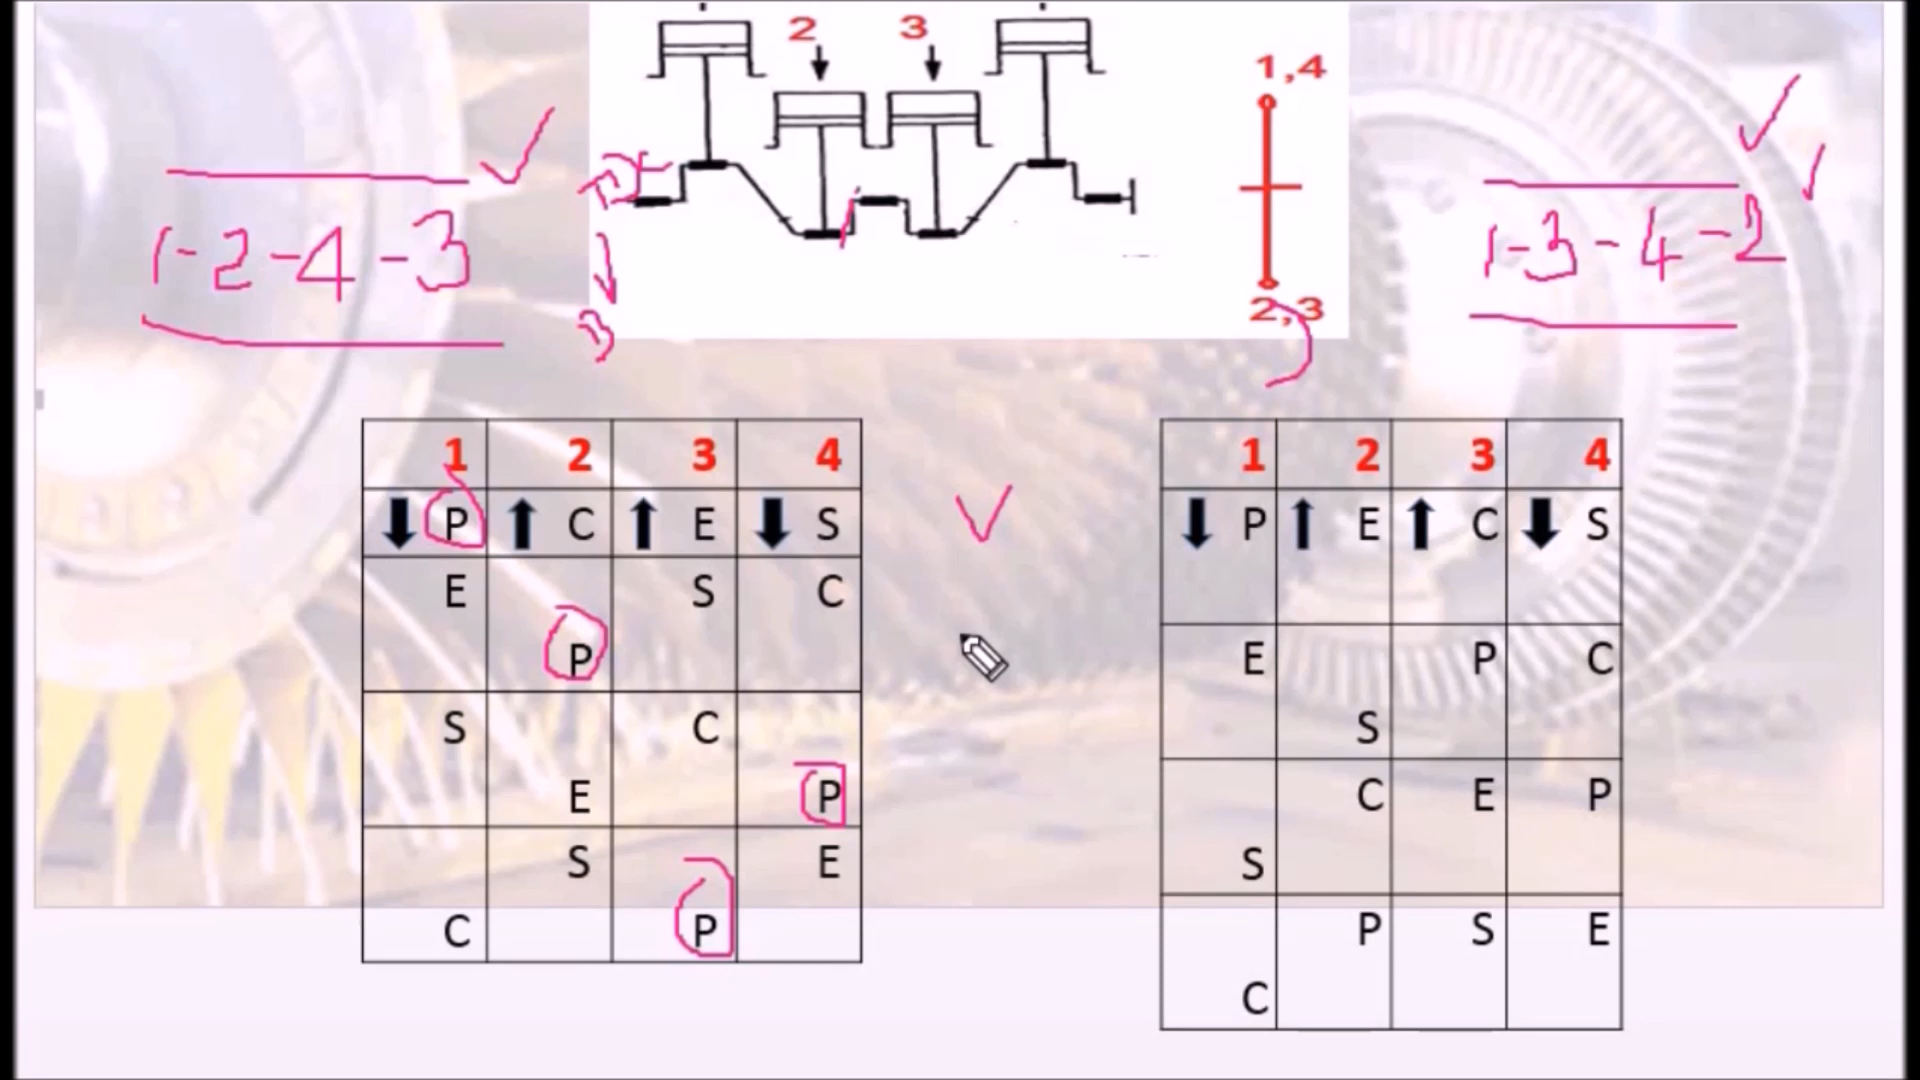 2 3
1,4
1-2-4-3
1-3-4-2
2,3
1 2 3 4
P C E S
E S C
P
S C
E P
S E
C P
1 2 3 4
P E C S
E P C
S
C E P
S
P S E
C